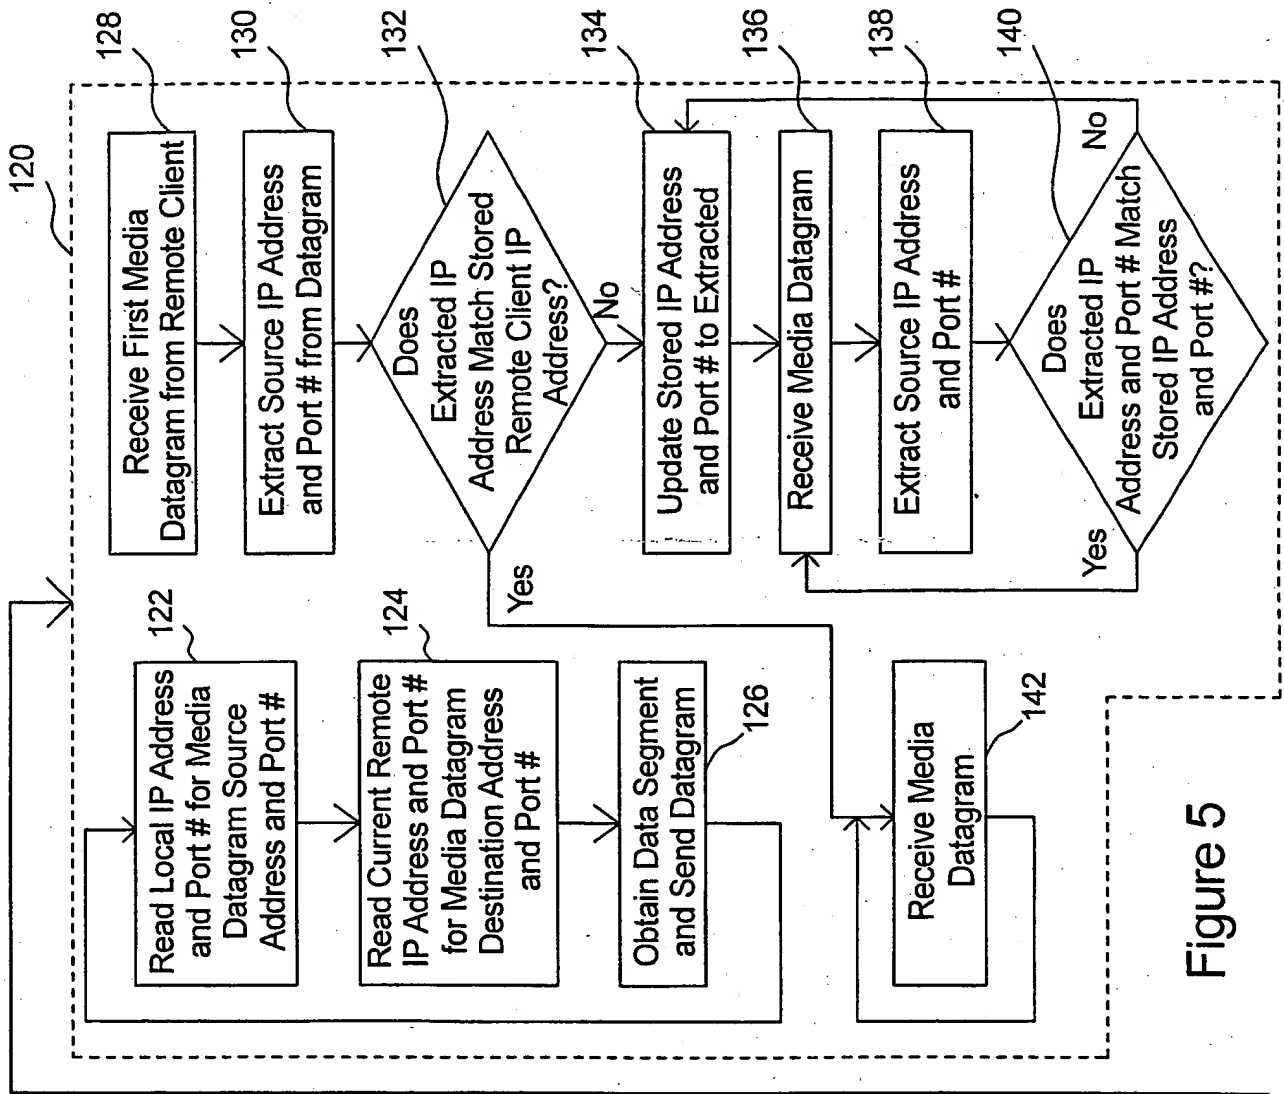 120
Read Local IP Address
and Port # for Media
Datagram Source
Address and Port #
122
Read Current Remote
IP Address and Port #
for Media Datagram
Destination Address
and Port #
124
Obtain Data Segment
and Send Datagram
126
Receive First Media
Datagram from Remote Client
128
Extract Source IP Address
and Port # from Datagram
130
Does
Extracted IP
Address Match Stored
Remote Client IP
Address?
132
Yes
No
Update Stored IP Address
and Port # to Extracted
134
Receive Media Datagram
136
Extract Source IP Address
and Port #
138
Does
Extracted IP
Address and Port # Match
Stored IP Address
and Port #?
140
Yes
No
Receive Media
Datagram
142
Figure 5